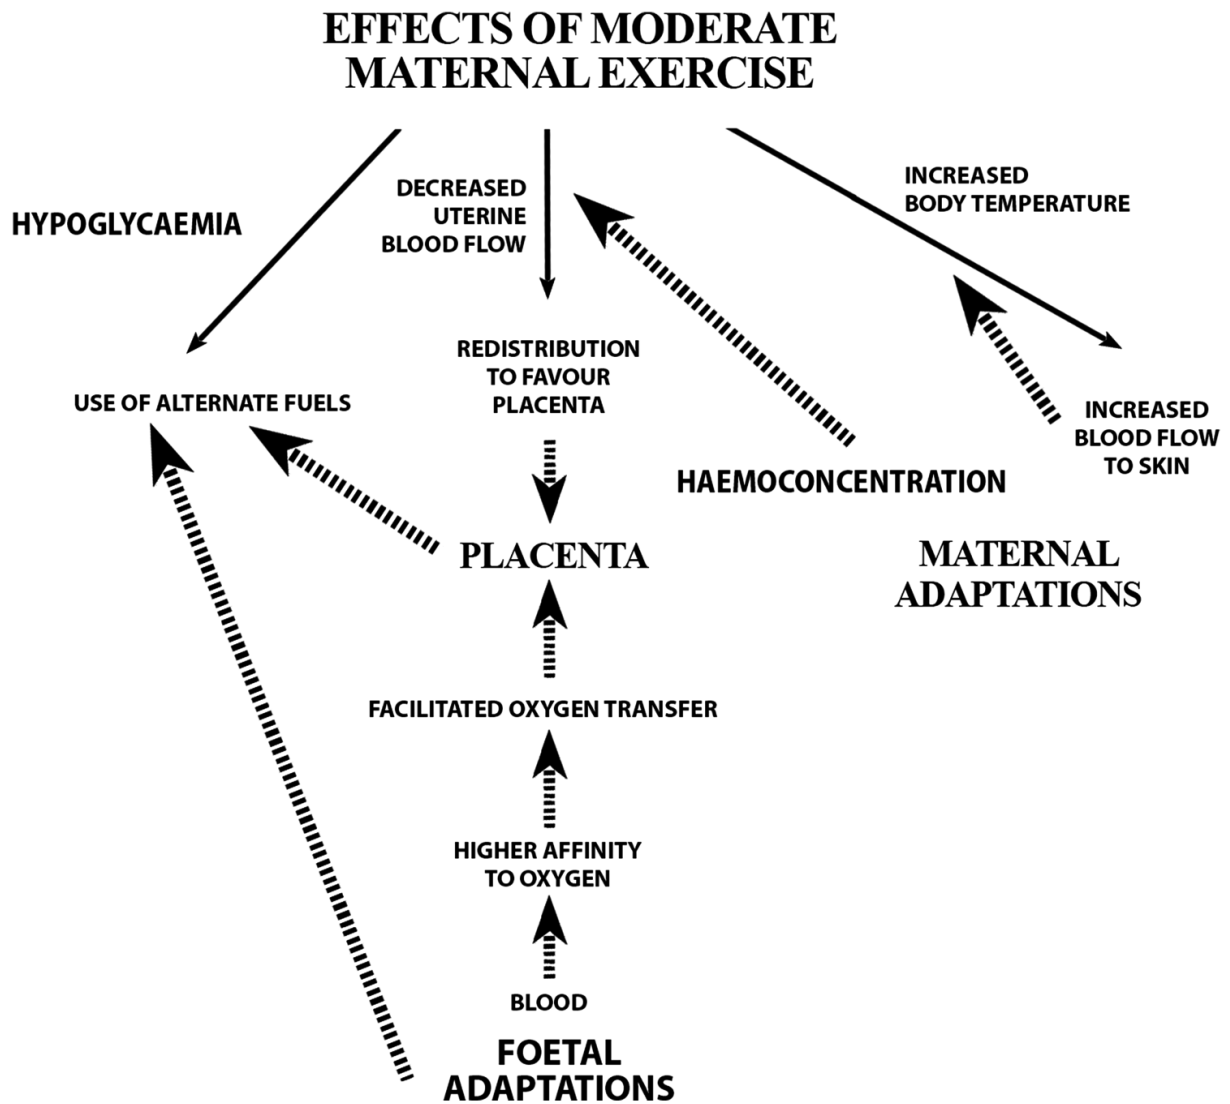 EFFECTS OF MODERATE
MATERNAL EXERCISE
HYPOGLYCAEMIA
DECREASED
UTERINE
BLOOD FLOW
INCREASED
BODY TEMPERATURE
USE OF ALTERNATE FUELS
REDISTRIBUTION
TO FAVOUR
PLACENTA
INCREASED
BLOOD FLOW
TO SKIN
HAEMOCONCENTRATION
PLACENTA
MATERNAL
ADAPTATIONS
FACILITATED OXYGEN TRANSFER
HIGHER AFFINITY
TO OXYGEN
BLOOD
FOETAL
ADAPTATIONS